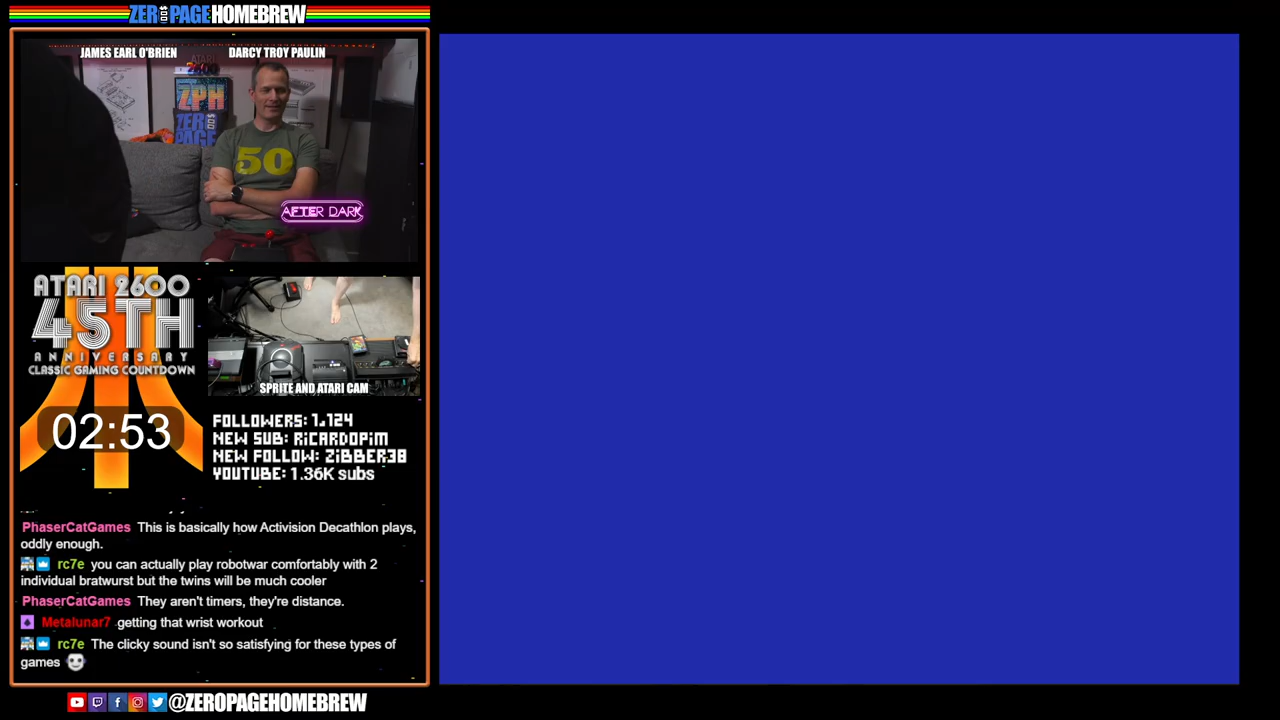 ZERO PAGE HOMEBREW
JAMES EARL O'BRIEN
DARCY TROY PAULIN
ZPH
ZERO
PAGE
50
AFTER DARK
ATARI 2600
45TH
ANNIVERSARY
CLASSIC GAMING COUNTDOWN
02:53
SPRITE AND ATARI CAM
FOLLOWERS: 1,124
NEW SUB: RICARDOPIM
NEW FOLLOW: ZIBBER38
YOUTUBE: 1.36K subs
PhaserCatGames This is basically how Activision Decathlon plays,
oddly enough.
rc7e you can actually play robotwar comfortably with 2
individual bratwurst but the twins will be much cooler
PhaserCatGames They aren't timers, they're distance.
Metalunar7 getting that wrist workout
rc7e The clicky sound isn't so satisfying for these types of
games
@ZEROPAGEHOMEBREW